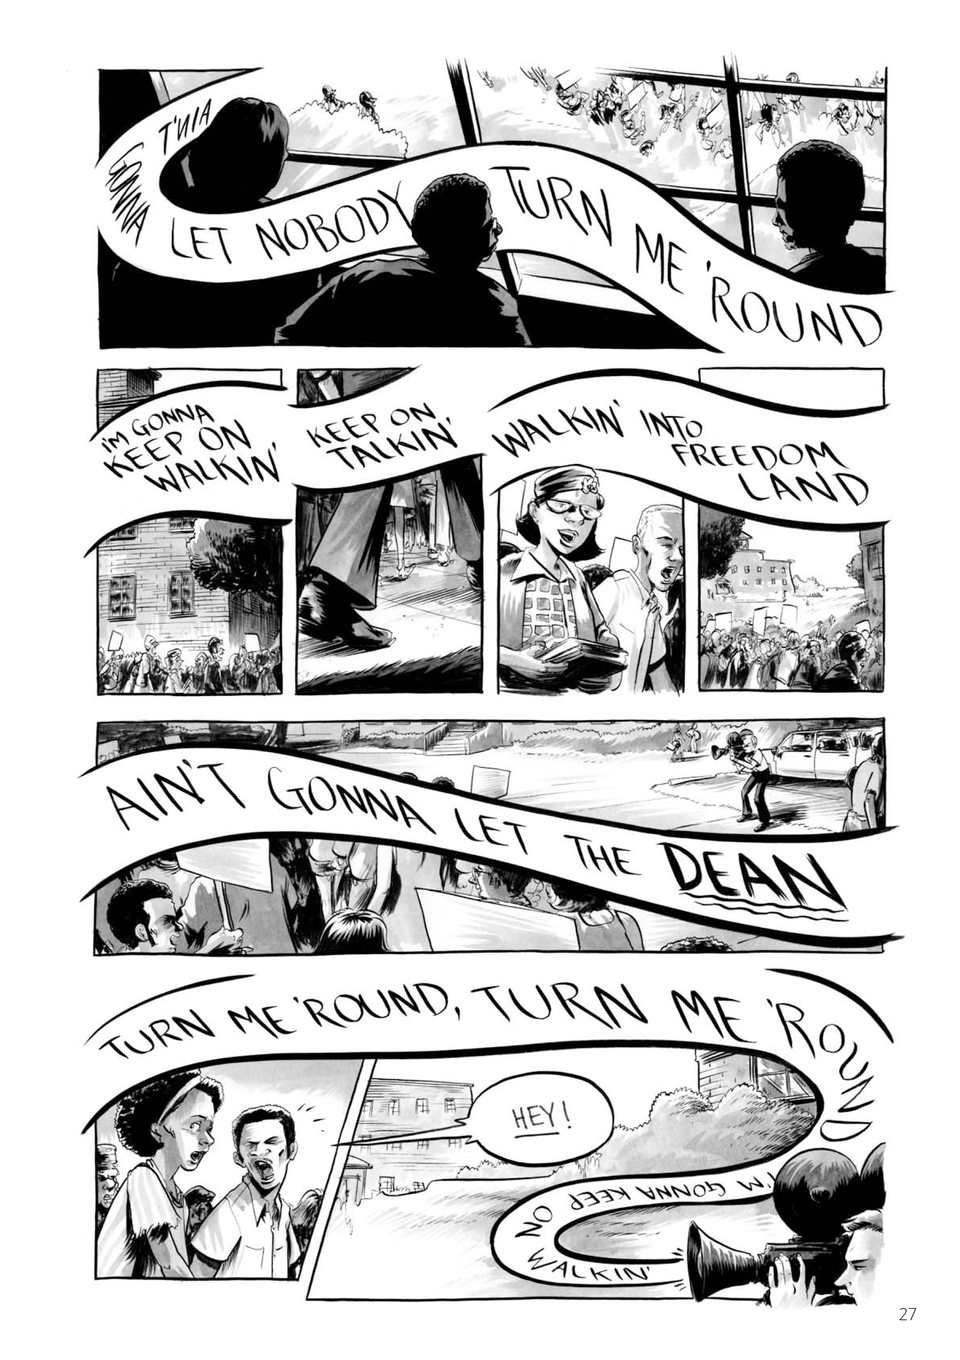 AIN'T
GONNA
LET NOBODY
TURN ME 'ROUND
I'M GONNA
KEEP ON
WALKIN'
KEEP ON
TALKIN',
WALKIN' INTO
FREEDOM
LAND
AIN'T GONNA LET THE DEAN
TURN ME 'ROUND, TURN ME 'ROUND
HEY!
I'M GONNA KEEP ON
WALKIN'
27